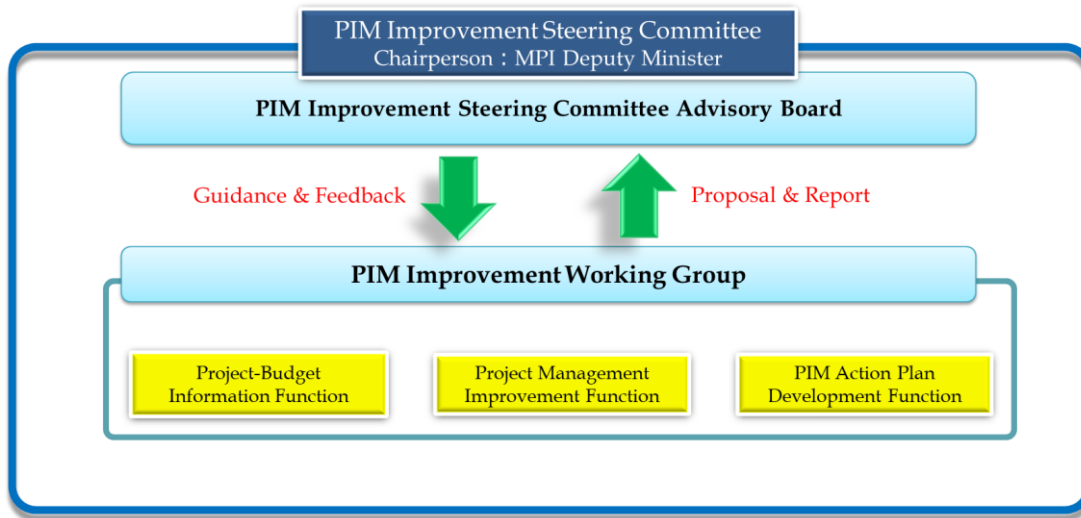 PIM Improvement Steering Committee
Chairperson : MPI Deputy Minister
PIM Improvement Steering Committee Advisory Board
Guidance & Feedback
Proposal & Report
PIM Improvement Working Group
Project-Budget
Information Function
Project Management
Improvement Function
PIM Action Plan
Development Function